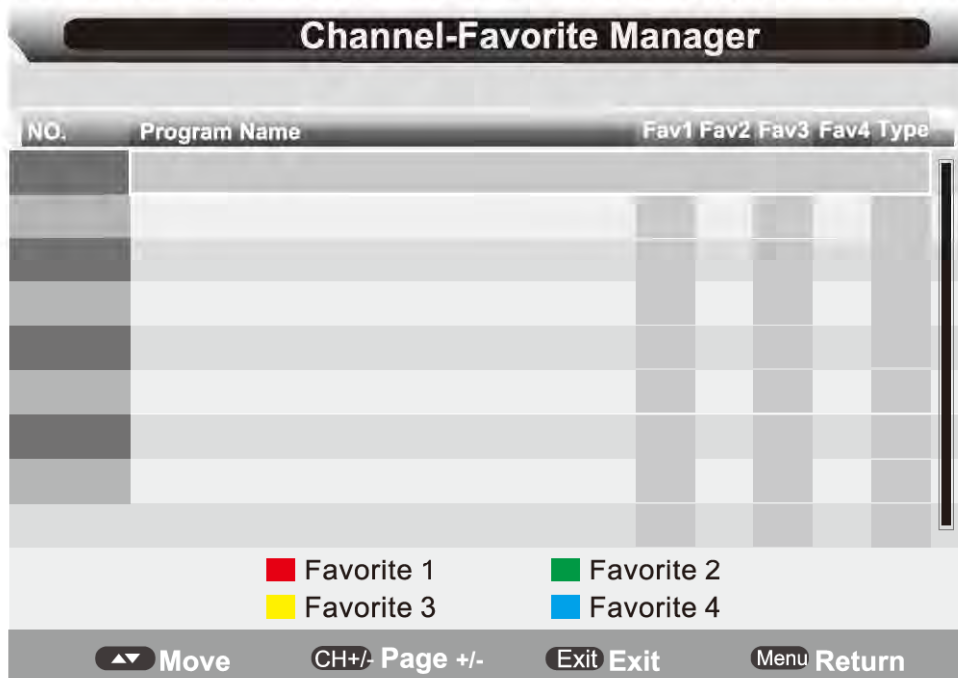 Channel-Favorite Manager
NO. Program Name Fav1 Fav2 Fav3 Fav4 Type
Favorite 1 Favorite 2
Favorite 3 Favorite 4
Move CH+/- Page +/- Exit Exit Menu Return